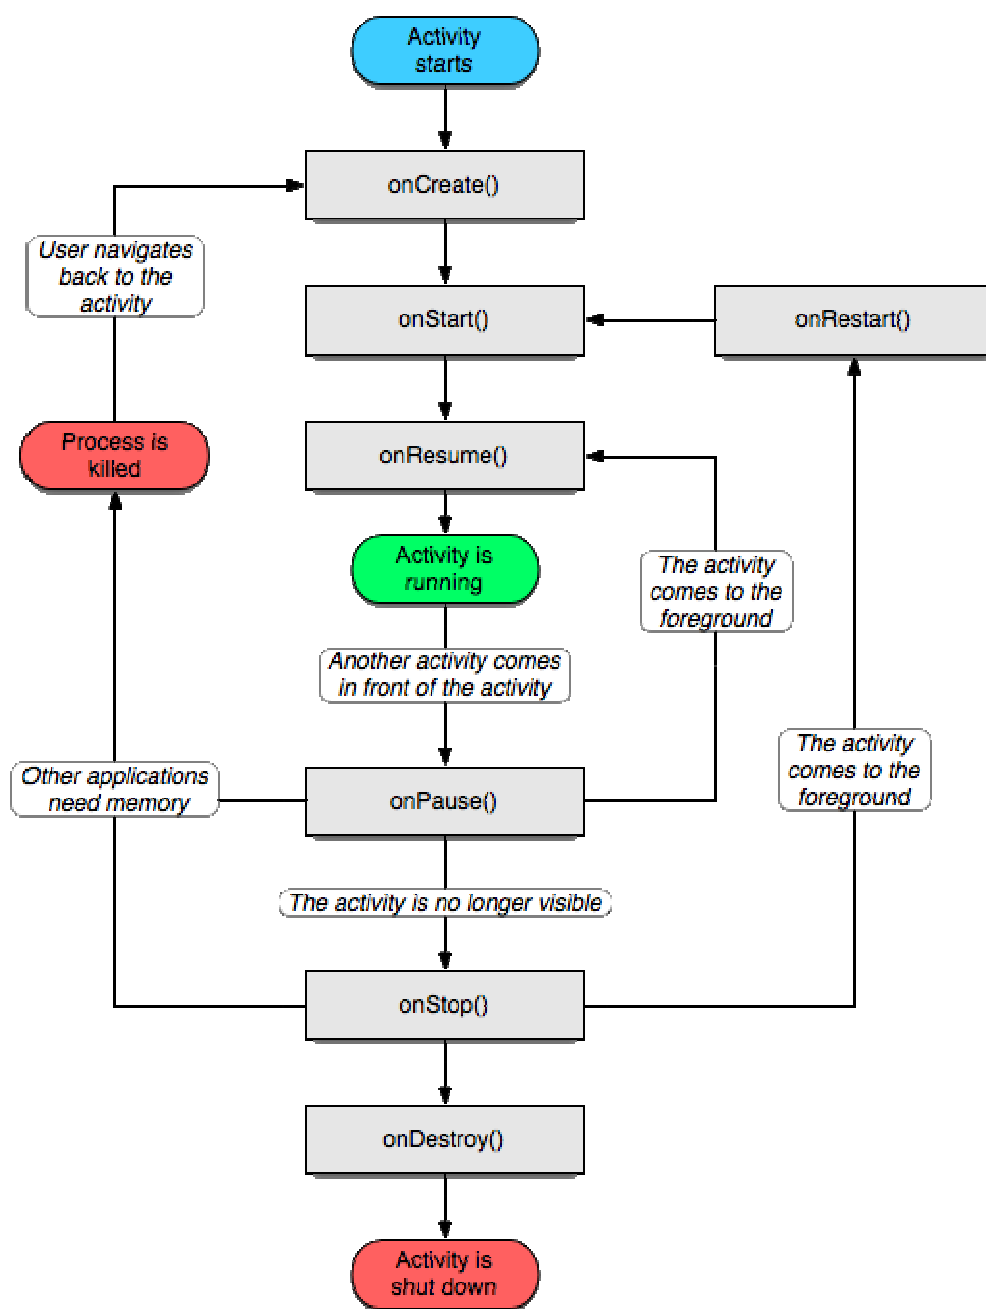 Activity
starts
onCreate()
User navigates
back to the
activity
onStart()
onRestart()
Process is
killed
onResume()
Activity is
running
The activity
comes to the
foreground
Another activity comes
in front of the activity
The activity
comes to the
foreground
Other applications
need memory
onPause()
The activity is no longer visible
onStop()
onDestroy()
Activity is
shut down